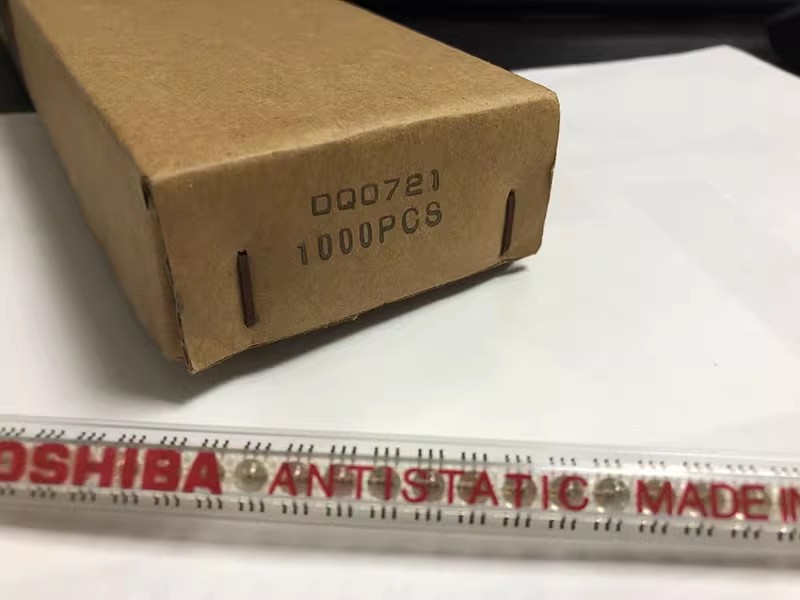 DQ0721
1000PCS
OSHIBA ANTISTATIC MADE IN